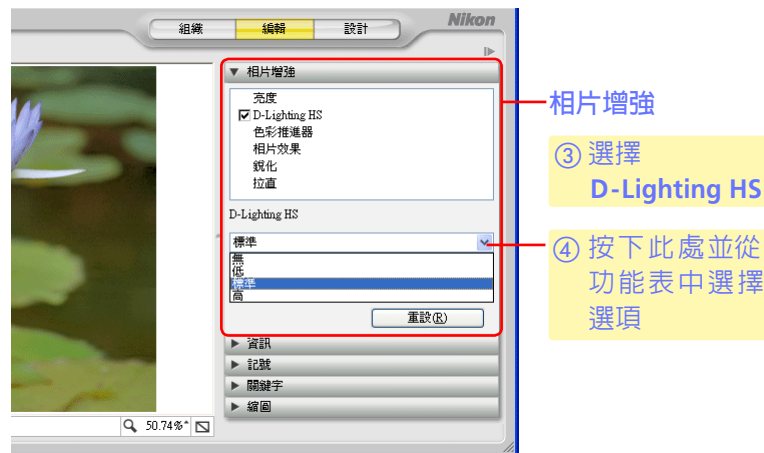 組織 編輯 設計
Nikon
相片增強
亮度
D-Lighting HS
色彩推進器
相片效果
銳化
拉直
D-Lighting HS
標準
無
低
標準
高
重設(R)
資訊
記號
關鍵字
縮圖
50.74%
相片增強
③ 選擇
D-Lighting HS
④ 按下此處並從
功能表中選擇
選項